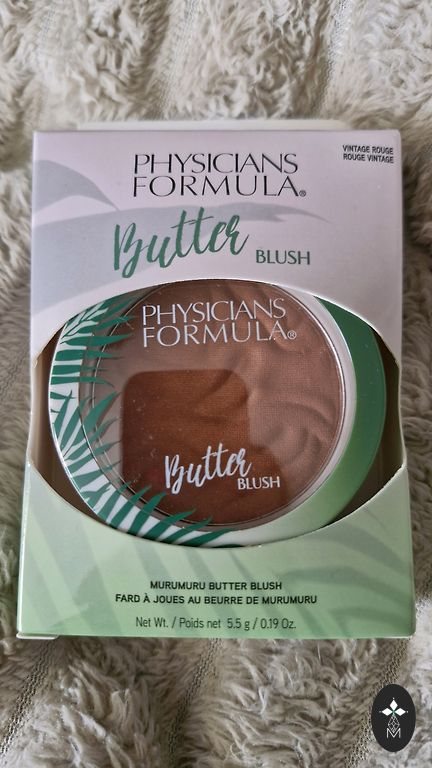 VINTAGE ROUGE
ROUGE VINTAGE
PHYSICIANS
FORMULA®
Butter BLUSH
PHYSICIANS
FORMULA®
Butter
BLUSH
MURUMURU BUTTER BLUSH
FARD À JOUES AU BEURRE DE MURUMURU
Net Wt. / Poids net 5.5 g / 0.19 Oz.